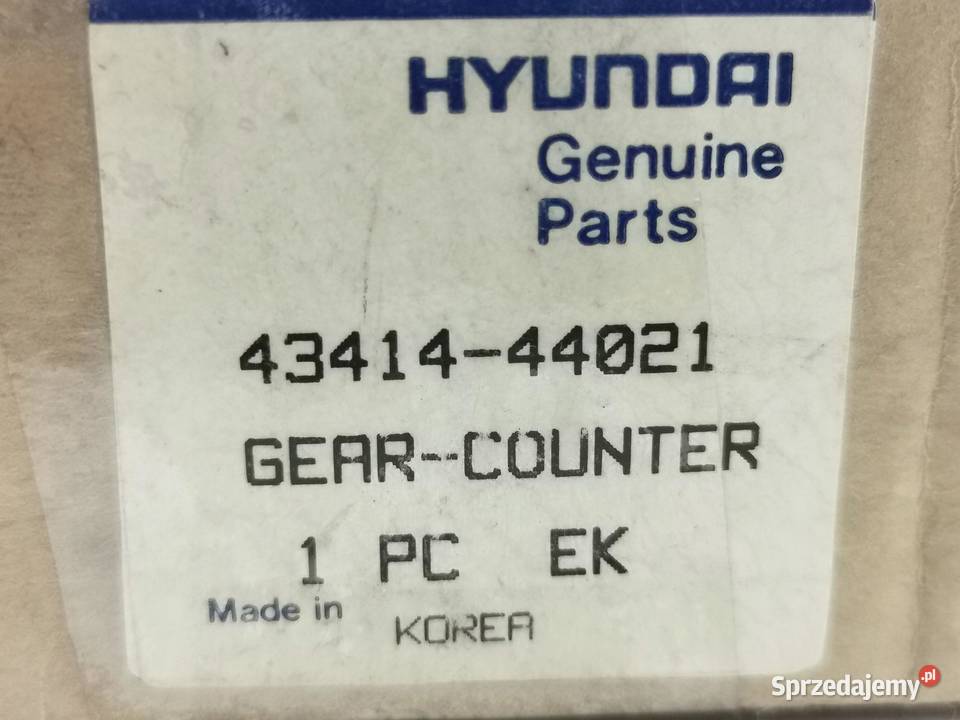 HYUNDAI
Genuine
Parts
43414-44021
GEAR--COUNTER
1 PC EK
Made in KOREA
Sprzedajemy.pl